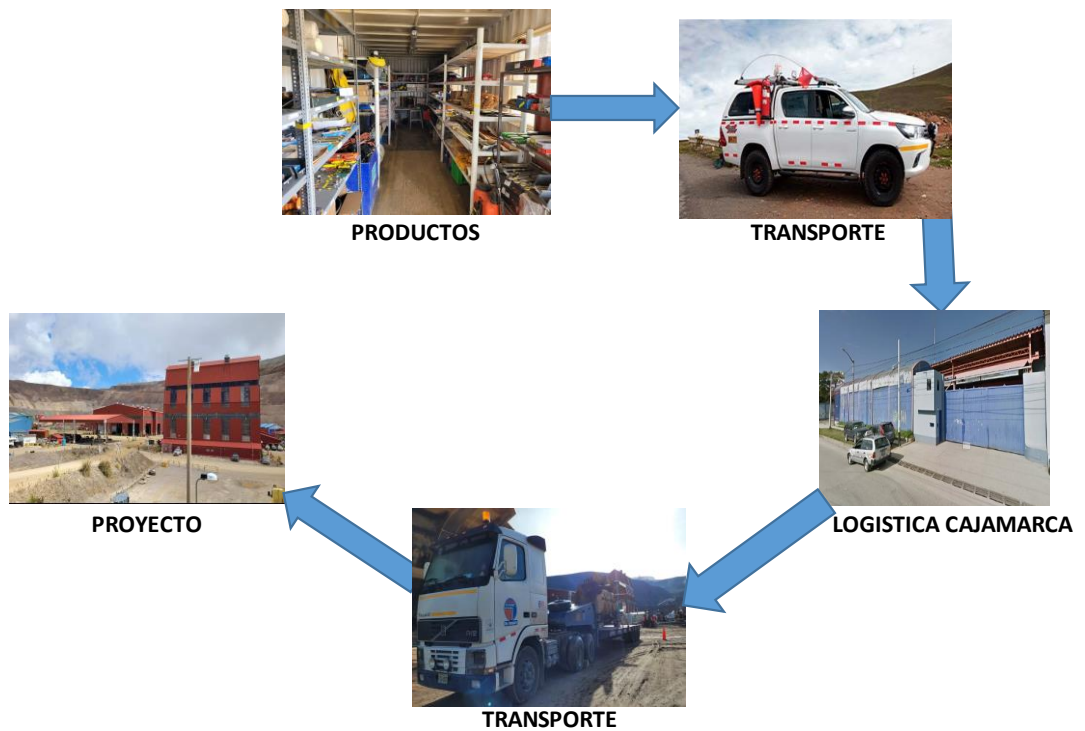 PRODUCTOS
TRANSPORTE
LOGISTICA CAJAMARCA
TRANSPORTE
PROYECTO